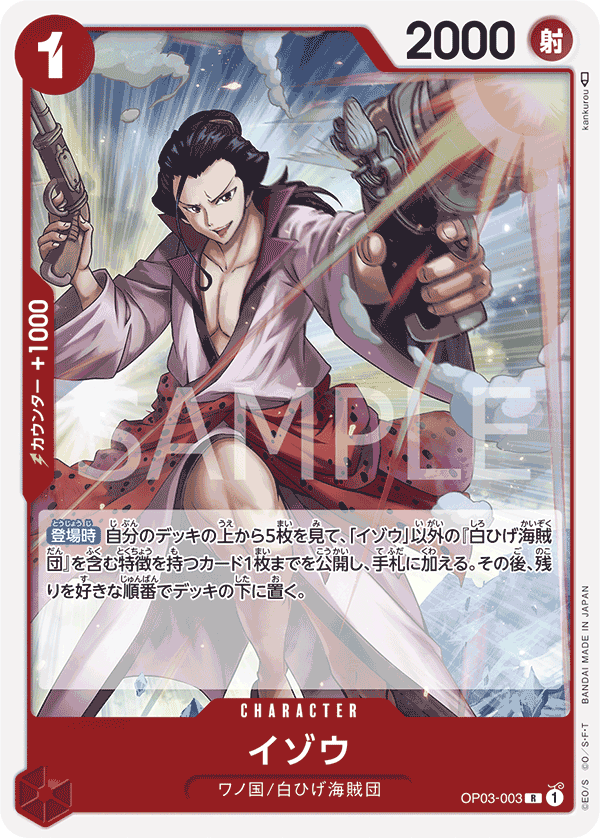 1
2000
射
kankurou
カウンター +1000
SAMPLE
登場時 自分のデッキの上から5枚を見て、「イゾウ」以外の『白ひげ海賊
団』を含む特徴を持つカード1枚までを公開し、手札に加える。その後、残
りを好きな順番でデッキの下に置く。
CHARACTER
イゾウ
ワノ国/白ひげ海賊団
OP03-003 R 1
©E.O/S ©O/S・F・T BANDAI MADE IN JAPAN